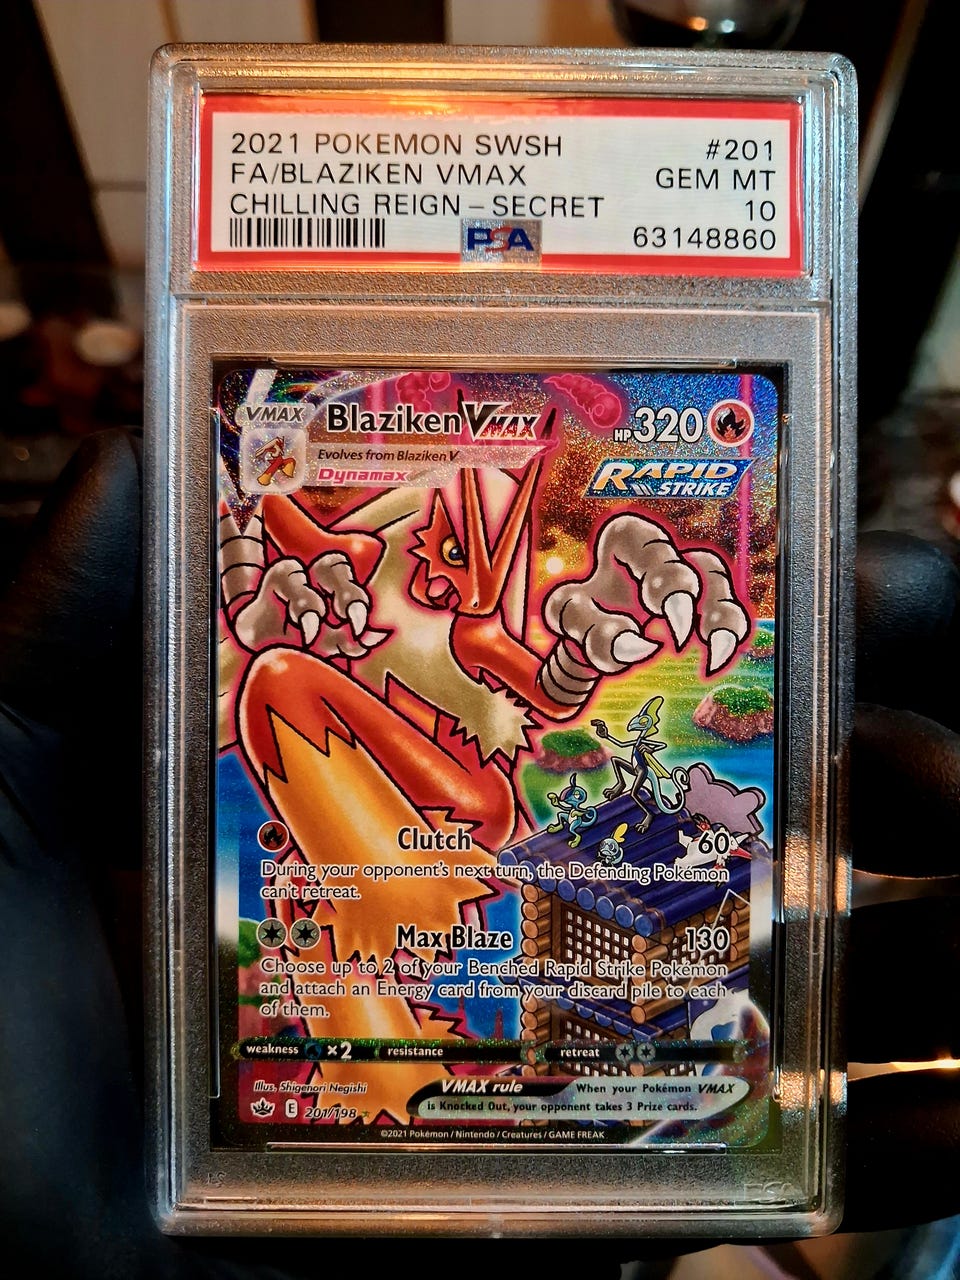 2021 POKEMON SWSH #201
FA/BLAZIKEN VMAX GEM MT
CHILLING REIGN - SECRET 10
PSA 63148860
VMAX Blaziken VMAX HP 320
Evolves from Blaziken V
Dynamax
RAPID
STRIKE
Clutch 60
During your opponent's next turn, the Defending Pokémon
can't retreat.
Max Blaze 130
Choose up to 2 of your Benched Rapid Strike Pokémon
and attach an Energy card from your discard pile to each
of them.
weakness ×2 resistance retreat
Illus. Shigenori Negishi
VMAX rule When your Pokémon VMAX
is Knocked Out, your opponent takes 3 Prize cards.
E 201/198
©2021 Pokémon / Nintendo / Creatures / GAME FREAK